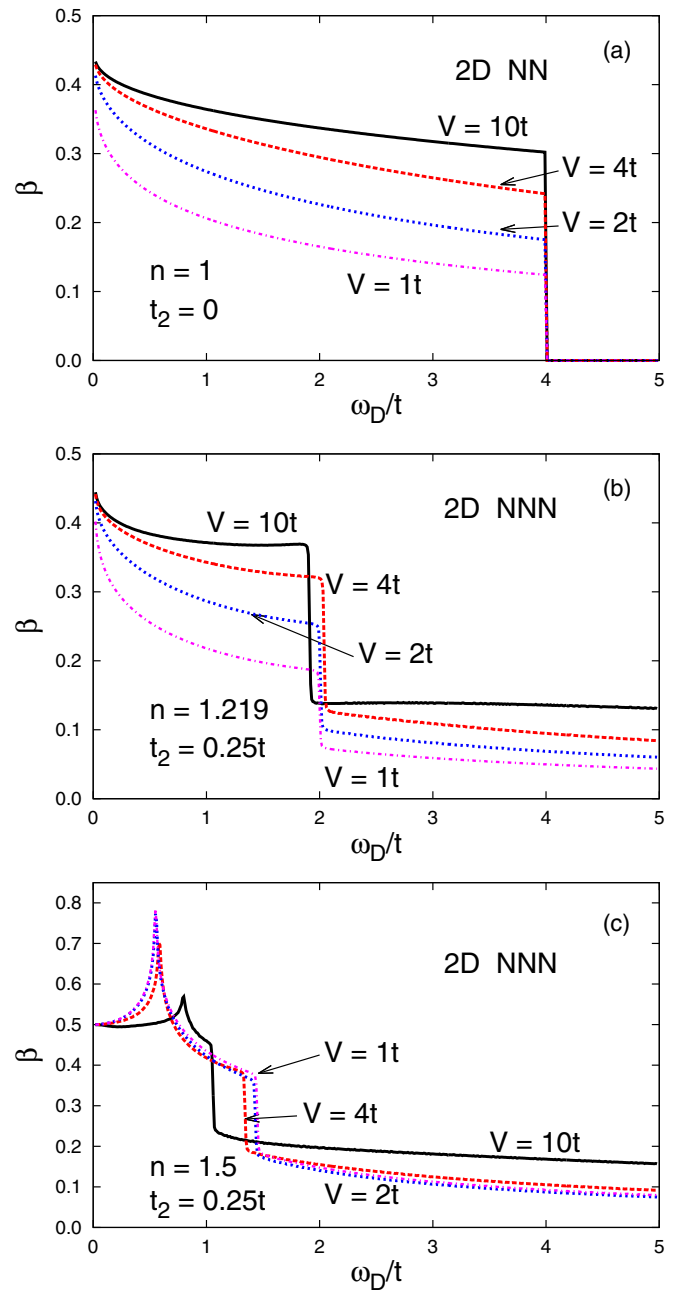 0.5
(a)
2D NN
0.4
V = 10t
0.3
V = 4t
β
0.2
V = 2t
n = 1
V = 1t
0.1
t₂ = 0
0.0
0 1 2 3 4 5
ω_D/t
0.5
(b)
2D NNN
V = 10t
0.4
V = 4t
0.3
β
V = 2t
0.2
n = 1.219
0.1
t₂ = 0.25t
V = 1t
0.0
0 1 2 3 4 5
ω_D/t
0.8
(c)
0.7
2D NNN
0.6
0.5
β
V = 1t
0.4
0.3
V = 4t
V = 10t
0.2
n = 1.5
0.1
t₂ = 0.25t
V = 2t
0.0
0 1 2 3 4 5
ω_D/t